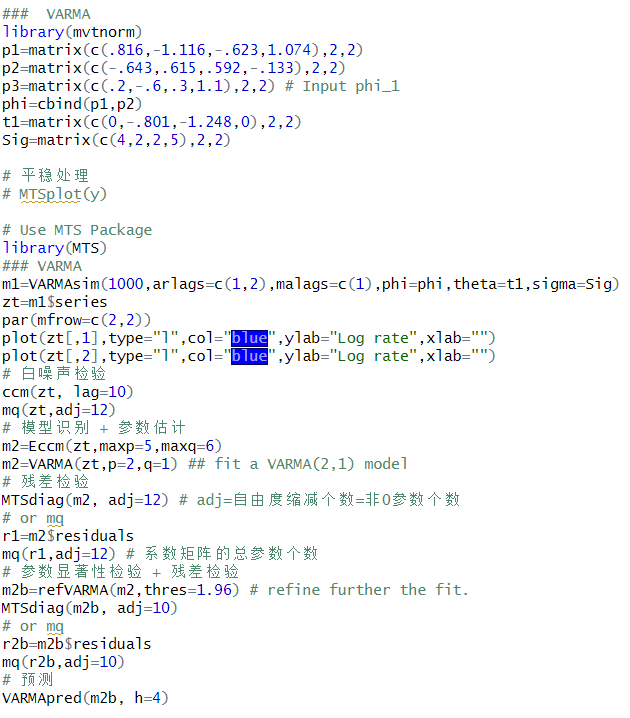 ###  VARMA
library(mvtnorm)
p1=matrix(c(.816,-1.116,-.623,1.074),2,2)
p2=matrix(c(-.643,.615,.592,-.133),2,2)
p3=matrix(c(.2,-.6,.3,1.1),2,2) # Input phi_1
phi=cbind(p1,p2)
t1=matrix(c(0,-.801,-1.248,0),2,2)
Sig=matrix(c(4,2,2,5),2,2)
# 平稳处理
# MTSplot(y)
# Use MTS Package
library(MTS)
### VARMA
m1=VARMAsim(1000,arlags=c(1,2),malags=c(1),phi=phi,theta=t1,sigma=Sig)
zt=m1$series
par(mfrow=c(2,2))
plot(zt[,1],type="l",col="blue",ylab="Log rate",xlab="")
plot(zt[,2],type="l",col="blue",ylab="Log rate",xlab="")
# 白噪声检验
ccm(zt, lag=10)
mq(zt,adj=12)
# 模型识别 + 参数估计
m2=Eccm(zt,maxp=5,maxq=6)
m2=VARMA(zt,p=2,q=1) ## fit a VARMA(2,1) model
# 残差检验
MTSdiag(m2, adj=12) # adj=自由度缩减个数=非0参数个数
# or mq
r1=m2$residuals
mq(r1,adj=12) # 系数矩阵的总参数个数
# 参数显著性检验 + 残差检验
m2b=refVARMA(m2,thres=1.96) # refine further the fit.
MTSdiag(m2b, adj=10)
# or mq
r2b=m2b$residuals
mq(r2b,adj=10)
# 预测
VARMApred(m2b, h=4)